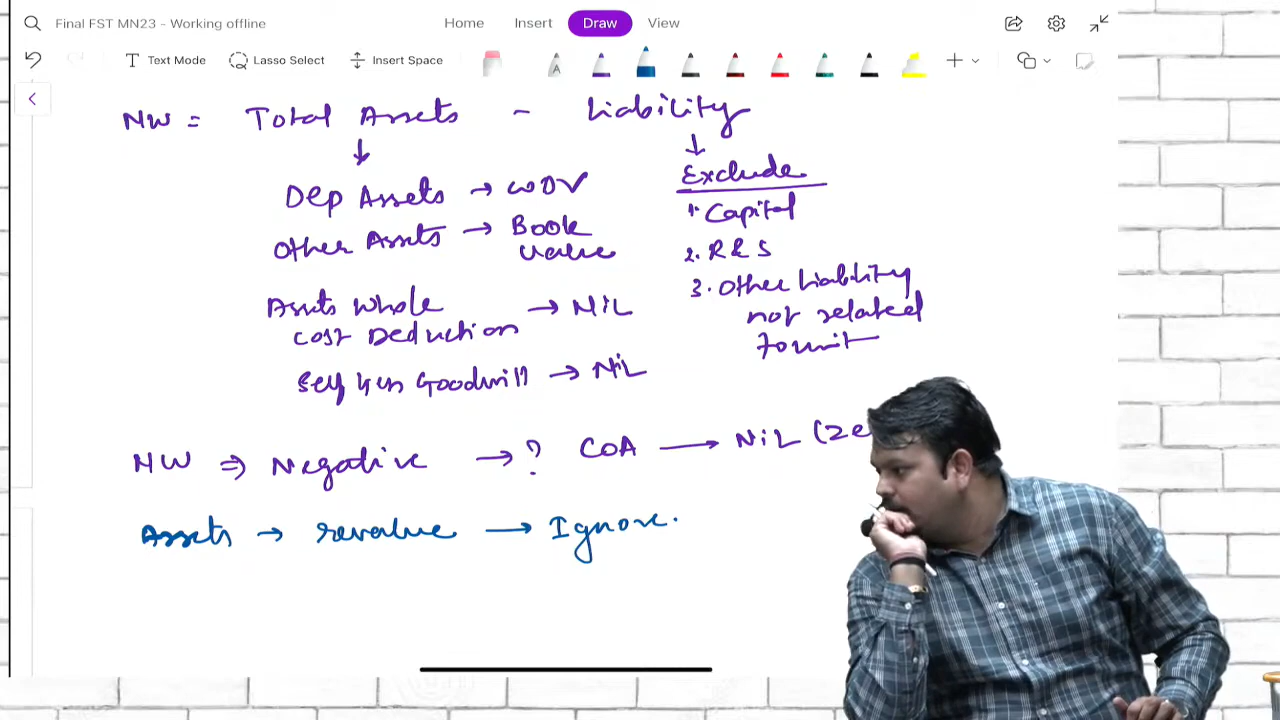 Final FST MN23 - Working offline
Home Insert Draw View
Text Mode Lasso Select Insert Space
NW = Total Assets - Liability
Dep Assets → WDV
Other Assets → Book Value
Assets whole cost Deduction → NIL
Self Gen Goodwill → NIL
Exclude
1. Capital
2. R & S
3. Other Liability
not related
to unit
NW ⇒ Negative → ? COA → NIL (Ze
Assets → revalue → Ignore.